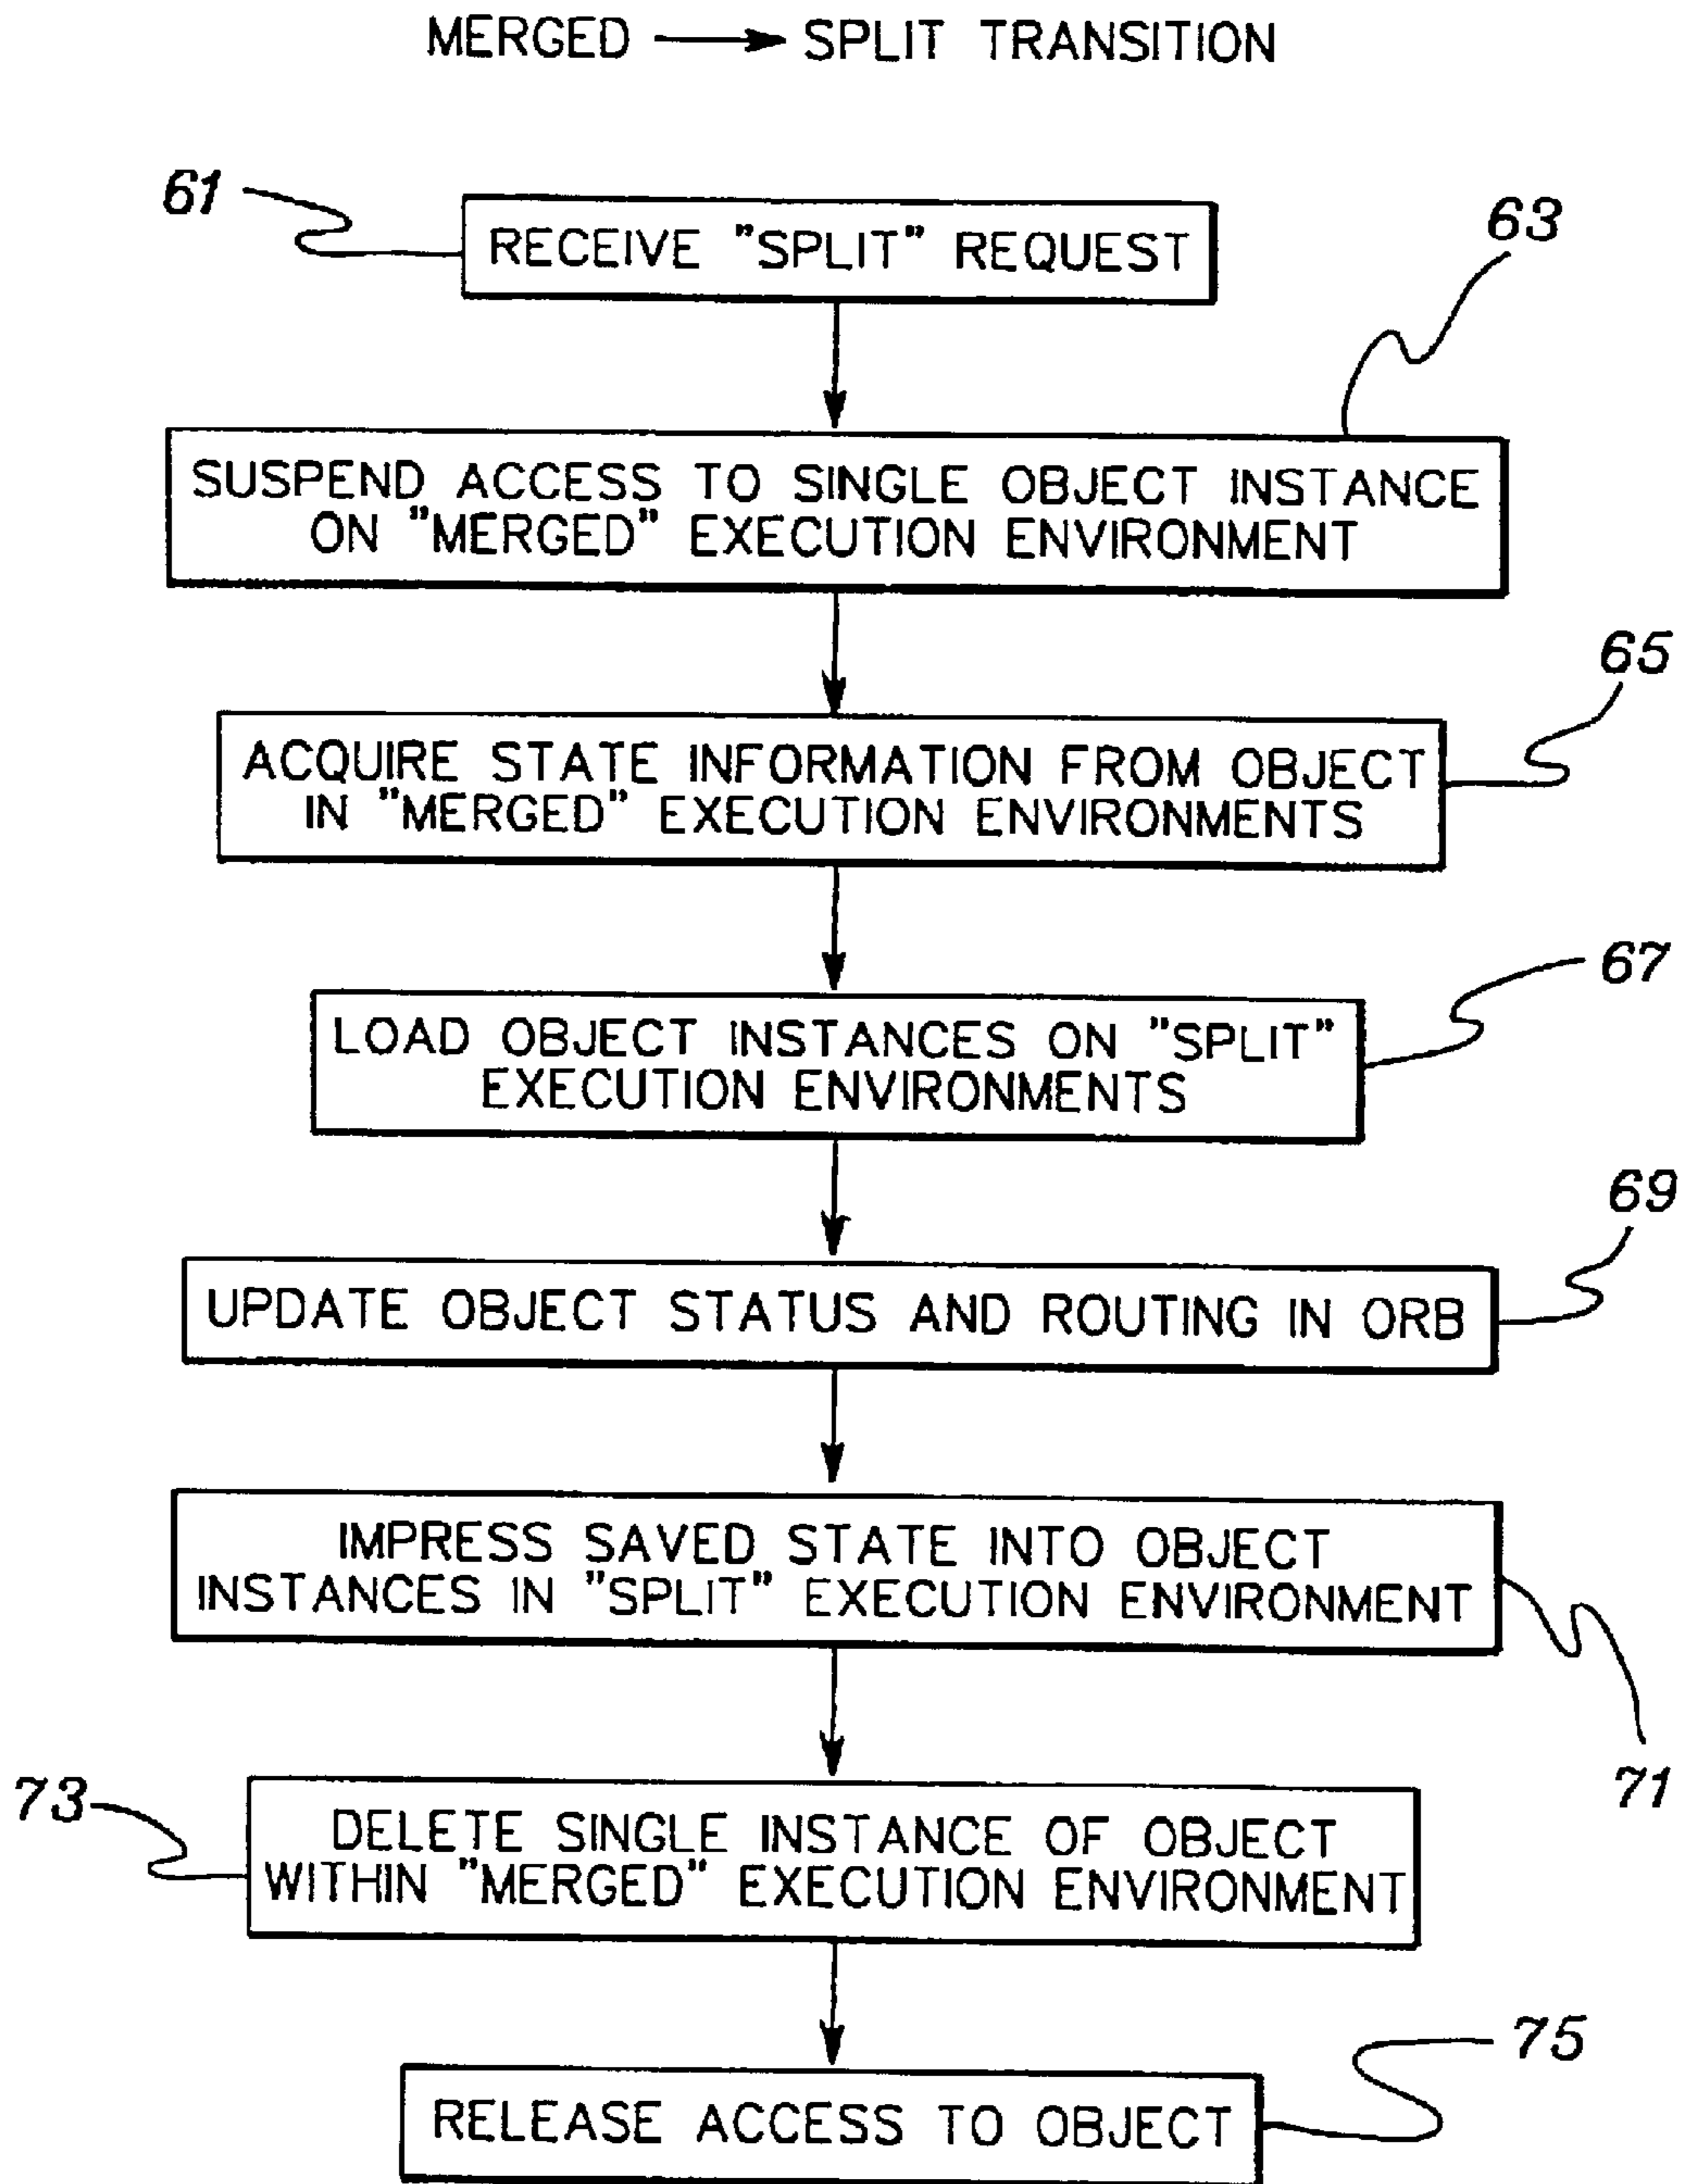 MERGED → SPLIT TRANSITION
61
RECEIVE "SPLIT" REQUEST
63
SUSPEND ACCESS TO SINGLE OBJECT INSTANCE
ON "MERGED" EXECUTION ENVIRONMENT
65
ACQUIRE STATE INFORMATION FROM OBJECT
IN "MERGED" EXECUTION ENVIRONMENTS
67
LOAD OBJECT INSTANCES ON "SPLIT"
EXECUTION ENVIRONMENTS
69
UPDATE OBJECT STATUS AND ROUTING IN ORB
IMPRESS SAVED STATE INTO OBJECT
INSTANCES IN "SPLIT" EXECUTION ENVIRONMENT
71
73
DELETE SINGLE INSTANCE OF OBJECT
WITHIN "MERGED" EXECUTION ENVIRONMENT
75
RELEASE ACCESS TO OBJECT